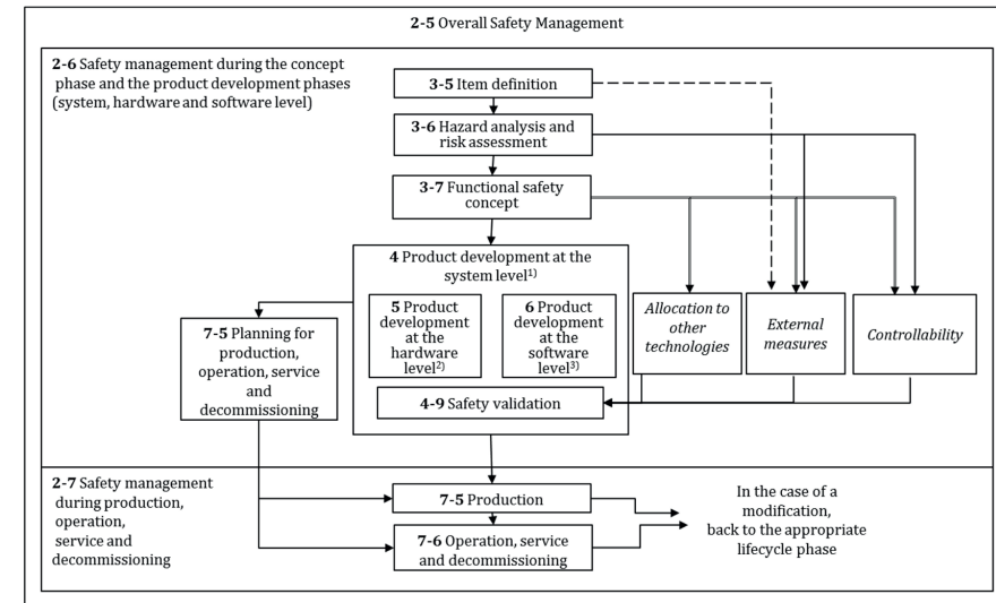 2-5 Overall Safety Management
2-6 Safety management during the concept
phase and the product development phases
(system, hardware and software level)
3-5 Item definition
3-6 Hazard analysis and
risk assessment
3-7 Functional safety
concept
4 Product development at the
system level1)
5 Product
development
at the
hardware
level2)
6 Product
development
at the
software
level3)
Allocation to
other
technologies
External
measures
Controllability
7-5 Planning for
production,
operation, service
and
decommissioning
4-9 Safety validation
2-7 Safety management
during production,
operation,
service and
decommissioning
7-5 Production
7-6 Operation, service
and decommissioning
In the case of a
modification,
back to the appropriate
lifecycle phase